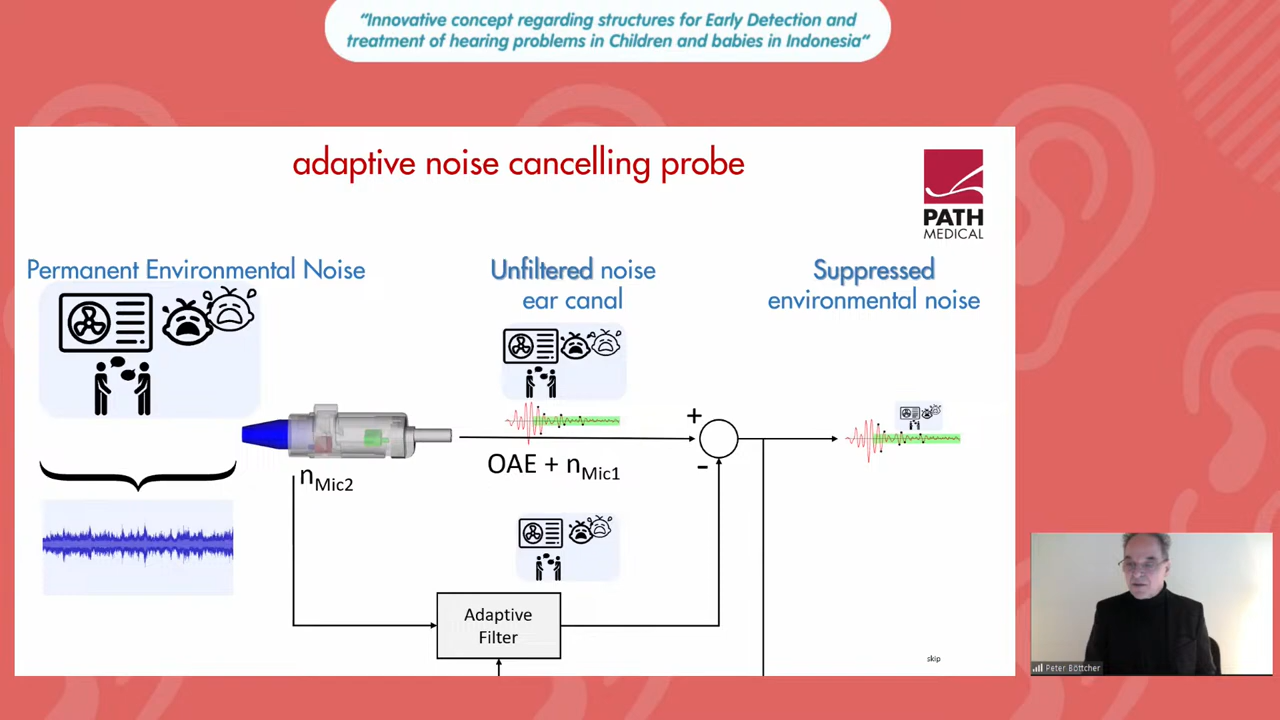 “Innovative concept regarding structures for Early Detection and
treatment of hearing problems in Children and babies in Indonesia“
adaptive noise cancelling probe
PATH
MEDICAL
Permanent Environmental Noise
Unfiltered noise
ear canal
Suppressed
environmental noise
+
-
OAE + nMic1
nMic2
Adaptive
Filter
skip
Peter Böttcher